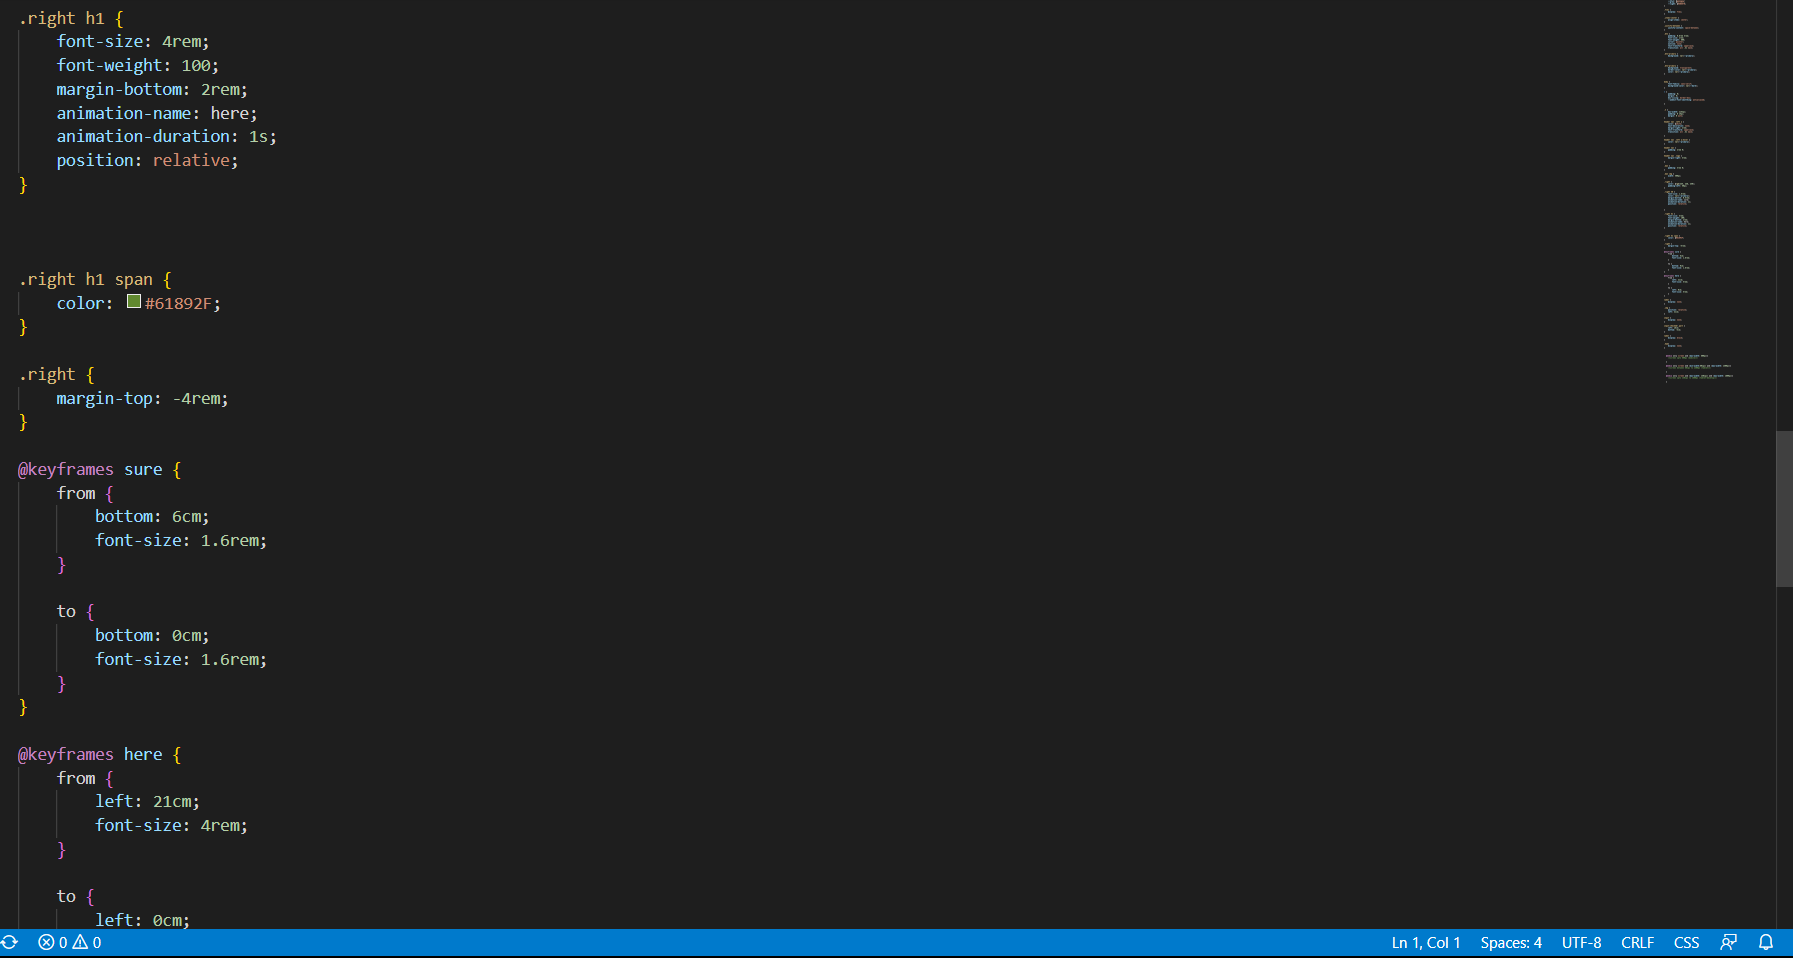 .right h1 {
    font-size: 4rem;
    font-weight: 100;
    margin-bottom: 2rem;
    animation-name: here;
    animation-duration: 1s;
    position: relative;
}
.right h1 span {
    color: #61892F;
}
.right {
    margin-top: -4rem;
}
@keyframes sure {
    from {
        bottom: 6cm;
        font-size: 1.6rem;
    }
    to {
        bottom: 0cm;
        font-size: 1.6rem;
    }
}
@keyframes here {
    from {
        left: 21cm;
        font-size: 4rem;
    }
    to {
        left: 0cm;
0 0 Ln 1, Col 1 Spaces: 4 UTF-8 CRLF CSS